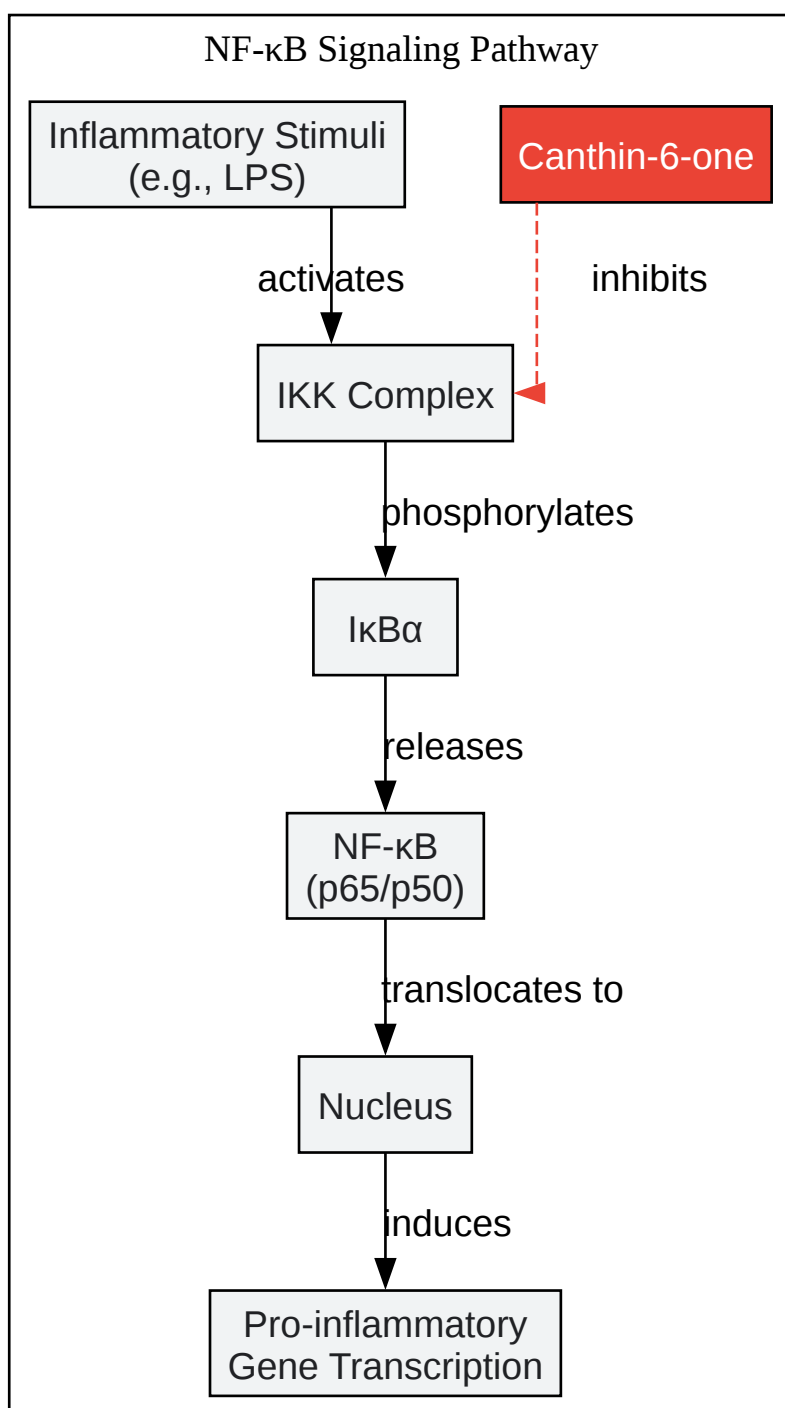 NF-κB Signaling Pathway
Inflammatory Stimuli
(e.g., LPS)
Canthin-6-one
activates
inhibits
IKK Complex
phosphorylates
IκBα
releases
NF-κB
(p65/p50)
translocates to
Nucleus
induces
Pro-inflammatory
Gene Transcription